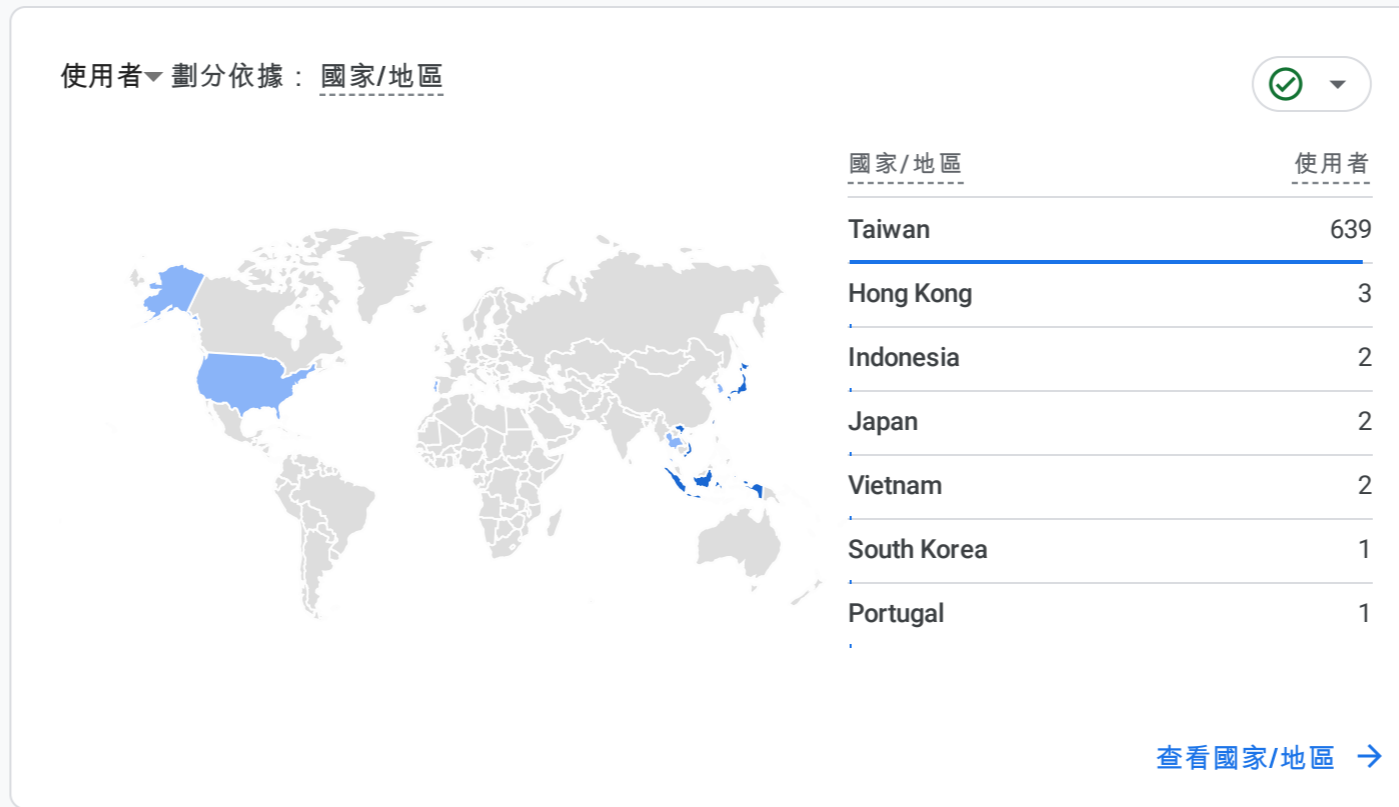 使用者 劃分依據：國家/地區
國家/地區 使用者
Taiwan 639
Hong Kong 3
Indonesia 2
Japan 2
Vietnam 2
South Korea 1
Portugal 1
查看國家/地區